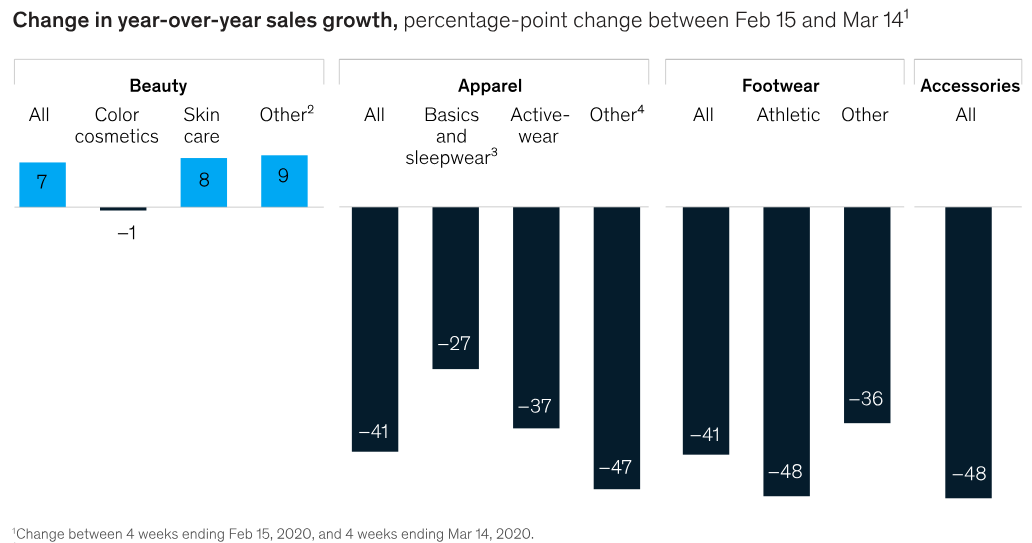 Change in year-over-year sales growth, percentage-point change between Feb 15 and Mar 14¹
Beauty
All
Color cosmetics
Skin care
Other²
7
–1
8
9
Apparel
All
Basics and sleepwear³
Active-wear
Other⁴
–41
–27
–37
–47
Footwear
All
Athletic
Other
–41
–48
–36
Accessories
All
–48
¹Change between 4 weeks ending Feb 15, 2020, and 4 weeks ending Mar 14, 2020.